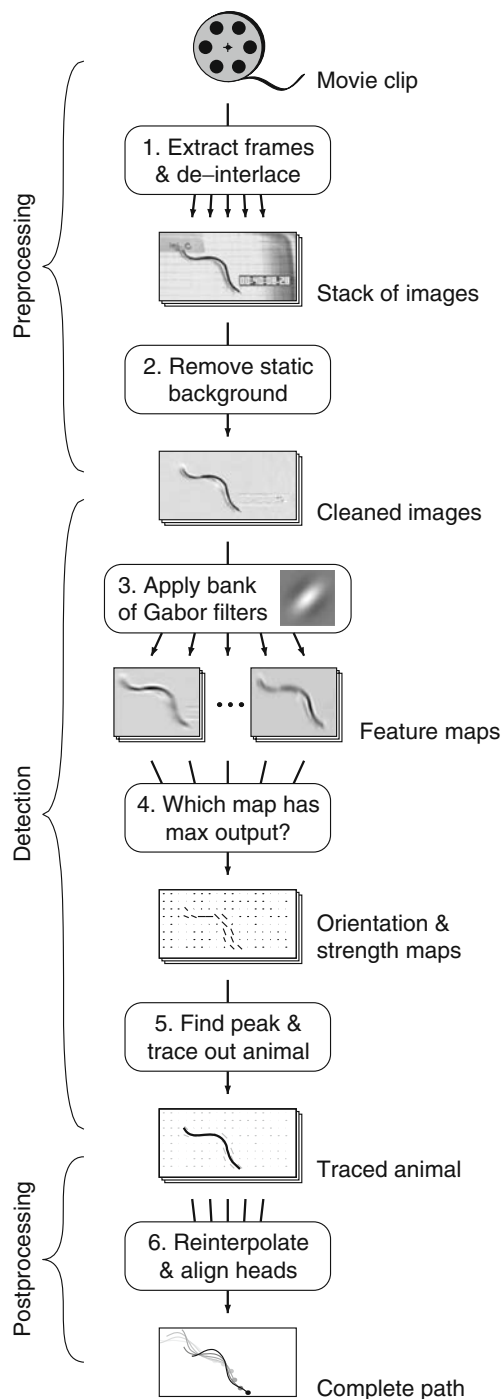 Movie clip
1. Extract frames
& de–interlace
Preprocessing
Stack of images
2. Remove static
background
Cleaned images
3. Apply bank
of Gabor filters
...
Feature maps
Detection
4. Which map has
max output?
Orientation &
strength maps
5. Find peak &
trace out animal
Traced animal
Postprocessing
6. Reinterpolate
& align heads
Complete path